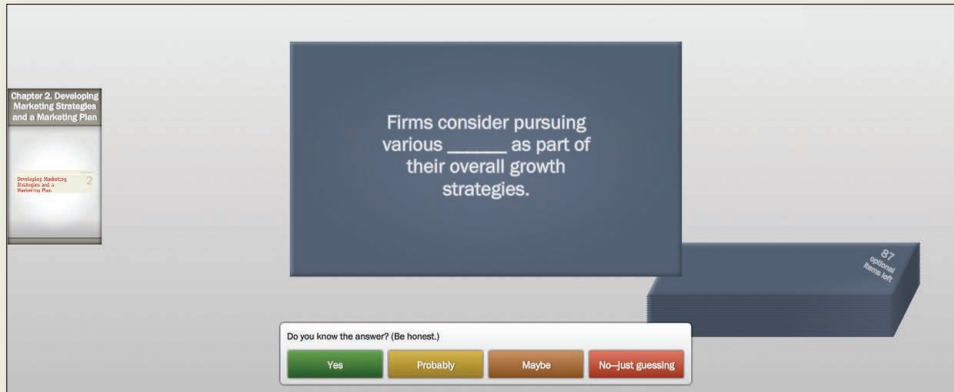 Chapter 2. Developing
Marketing Strategies
and a Marketing Plan
Developing Marketing
Strategies and a
Marketing Plan
2
Firms consider pursuing
various ______ as part of
their overall growth
strategies.
87
optional
items left
Do you know the answer? (Be honest.)
Yes
Probably
Maybe
No—just guessing